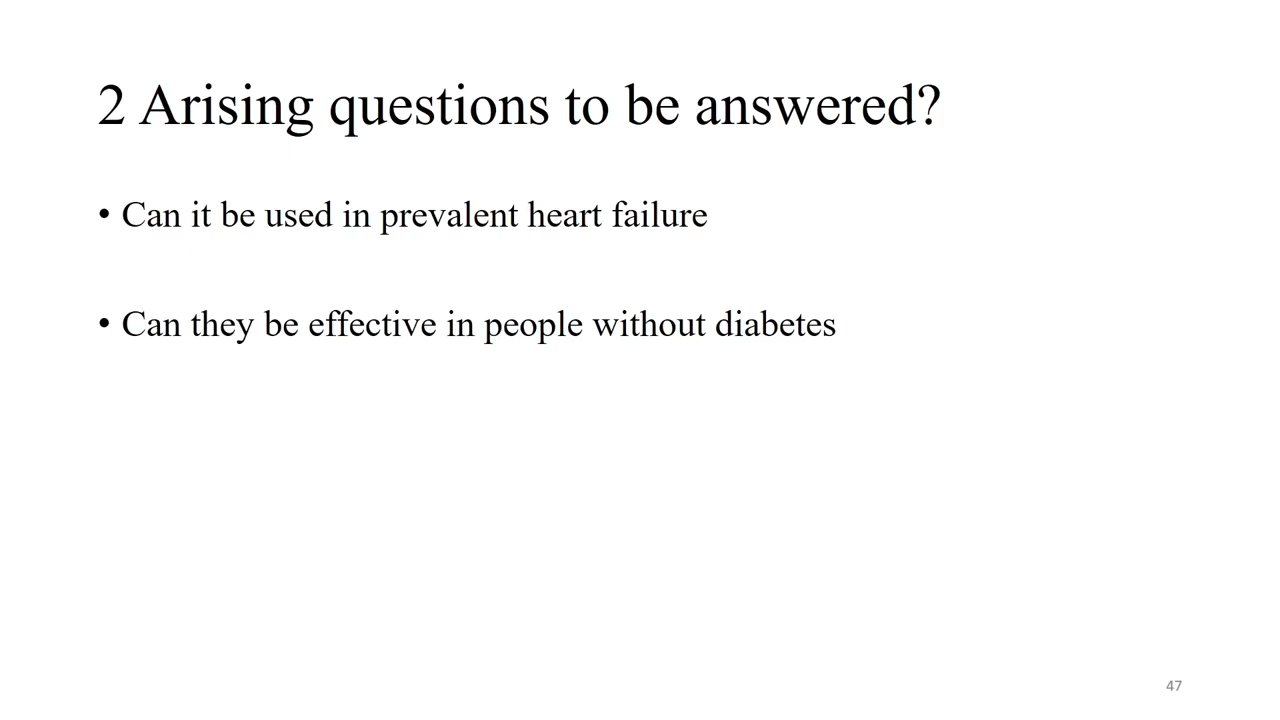 2 Arising questions to be answered?
• Can it be used in prevalent heart failure
• Can they be effective in people without diabetes
47